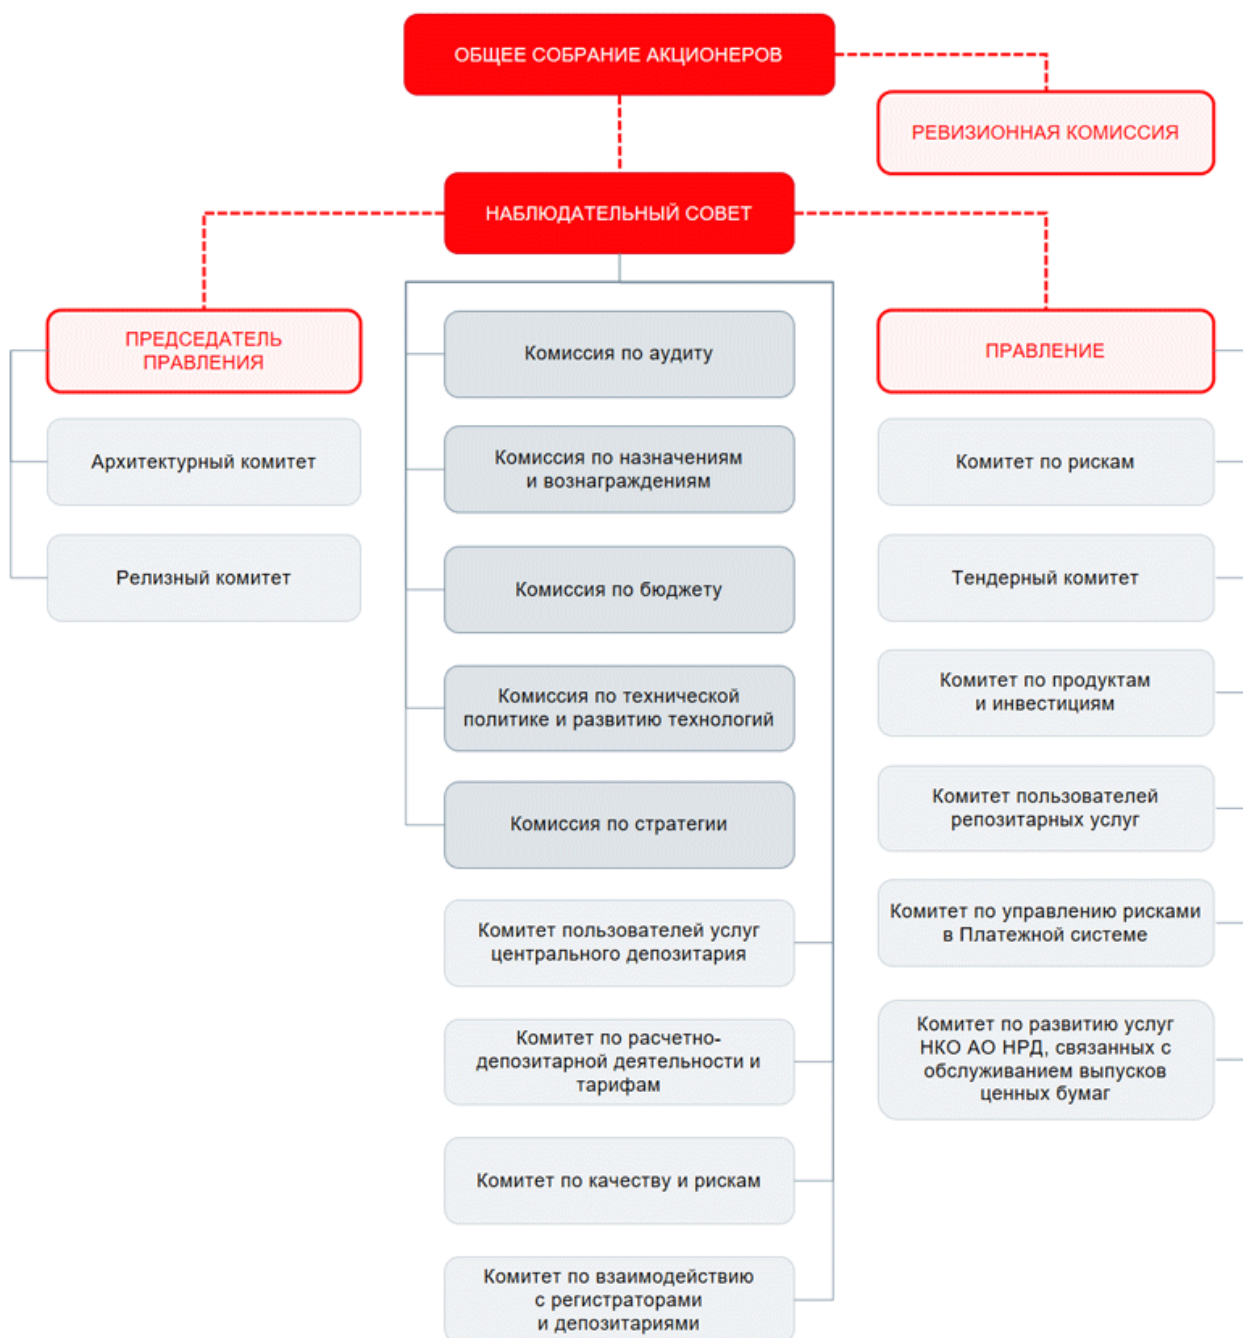 ОБЩЕЕ СОБРАНИЕ АКЦИОНЕРОВ
РЕВИЗИОННАЯ КОМИССИЯ
НАБЛЮДАТЕЛЬНЫЙ СОВЕТ
ПРЕДСЕДАТЕЛЬ
ПРАВЛЕНИЯ
Архитектурный комитет
Релизный комитет
Комиссия по аудиту
Комиссия по назначениям
и вознаграждениям
Комиссия по бюджету
Комиссия по технической
политике и развитию технологий
Комиссия по стратегии
Комитет пользователей услуг
центрального депозитария
Комитет по расчетно-
депозитарной деятельности и
тарифам
Комитет по качеству и рискам
Комитет по взаимодействию
с регистраторами
и депозитариями
ПРАВЛЕНИЕ
Комитет по рискам
Тендерный комитет
Комитет по продуктам
и инвестициям
Комитет пользователей
репозитарных услуг
Комитет по управлению рисками
в Платежной системе
Комитет по развитию услуг
НКО АО НРД, связанных с
обслуживанием выпусков
ценных бумаг